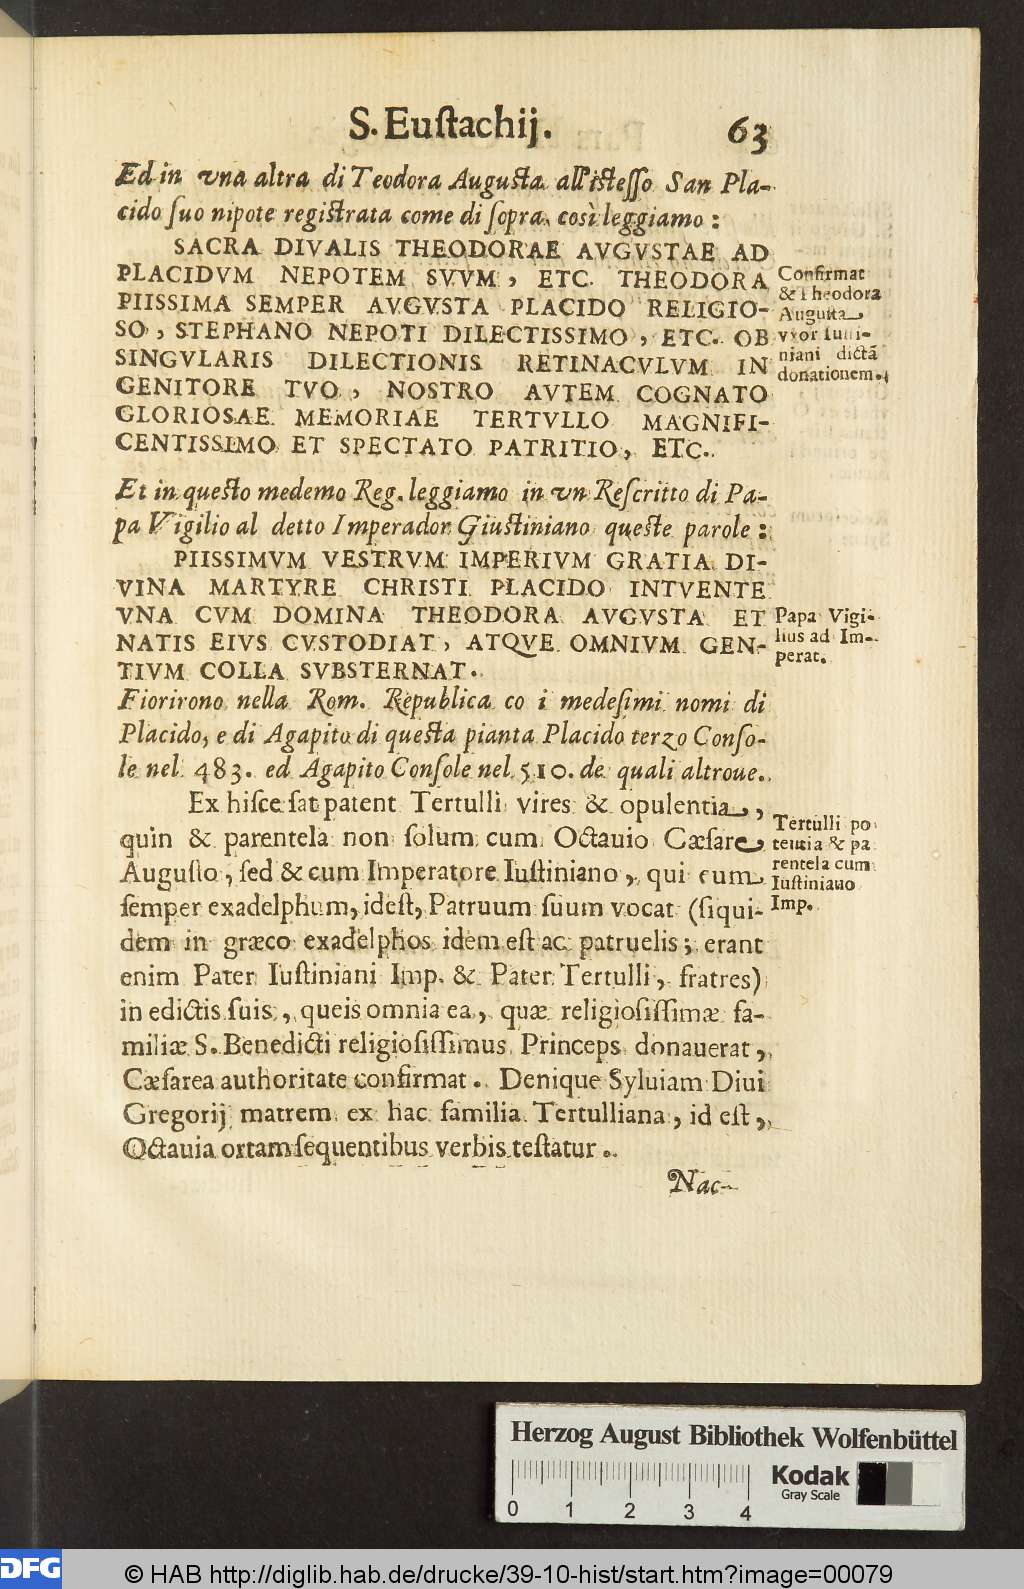 S. Eustachij. 63
Ed in vna altra di Teodora Augusta all'istesso San Pla-
cido suo nipote registrata come di sopra, così leggiamo:
SACRA DIVALIS THEODORAE AVGVSTAE AD
PLACIDVM NEPOTEM SVVM, ETC. THEODORA
PIISSIMA SEMPER AVGVSTA PLACIDO RELIGIO-
SO, STEPHANO NEPOTI DILECTISSIMO, ETC. OB
SINGVLARIS DILECTIONIS RETINACVLVM IN
GENITORE TVO, NOSTRO AVTEM COGNATO
GLORIOSAE MEMORIAE TERTVLLO MAGNIFI-
CENTISSIMO ET SPECTATO PATRITIO, ETC.
Confirmat
& Theodora
Augusta
vxor Iusti-
niani dictã
donationem.
Et in questo medemo Reg. leggiamo in vn Rescritto di Pa-
pa Vigilio al detto Imperador Giustiniano queste parole:
PIISSIMVM VESTRVM IMPERIVM GRATIA DI-
VINA MARTYRE CHRISTI PLACIDO INTVENTE
VNA CVM DOMINA THEODORA AVGVSTA ET
NATIS EIVS CVSTODIAT, ATQVE OMNIVM GEN-
TIVM COLLA SVBSTERNAT.
Papa Vigi-
lius ad Im-
perat.
Fiorirono nella Rom. Republica co i medesimi nomi di
Placido, e di Agapito di questa pianta Placido terzo Conso-
le nel 483. ed Agapito Console nel 510. de quali altroue.
Ex hisce sat patent Tertulli vires & opulentia,
quin & parentela non solum cum Octauio Cæsare
Augusto, sed & cum Imperatore Iustiniano, qui eum
semper exadelphum, idest, Patruum suum vocat (siqui-
dem in græco exadelphos idem est ac patruelis; erant
enim Pater Iustiniani Imp. & Pater Tertulli, fratres)
in edictis suis, queis omnia ea, quæ religiosissimæ fa-
miliæ S. Benedicti religiosissimus Princeps donauerat,
Cæsarea authoritate confirmat. Denique Syluiam Diui
Gregorij matrem ex hac familia Tertulliana, id est,
Octauia ortam sequentibus verbis testatur.
Tertulli po
tentia & pa
rentela cum
Iustiniano
Imp.
Nac-
Herzog August Bibliothek Wolfenbüttel
0 1 2 3 4
Kodak
Gray Scale
DFG © HAB http://diglib.hab.de/drucke/39-10-hist/start.htm?image=00079